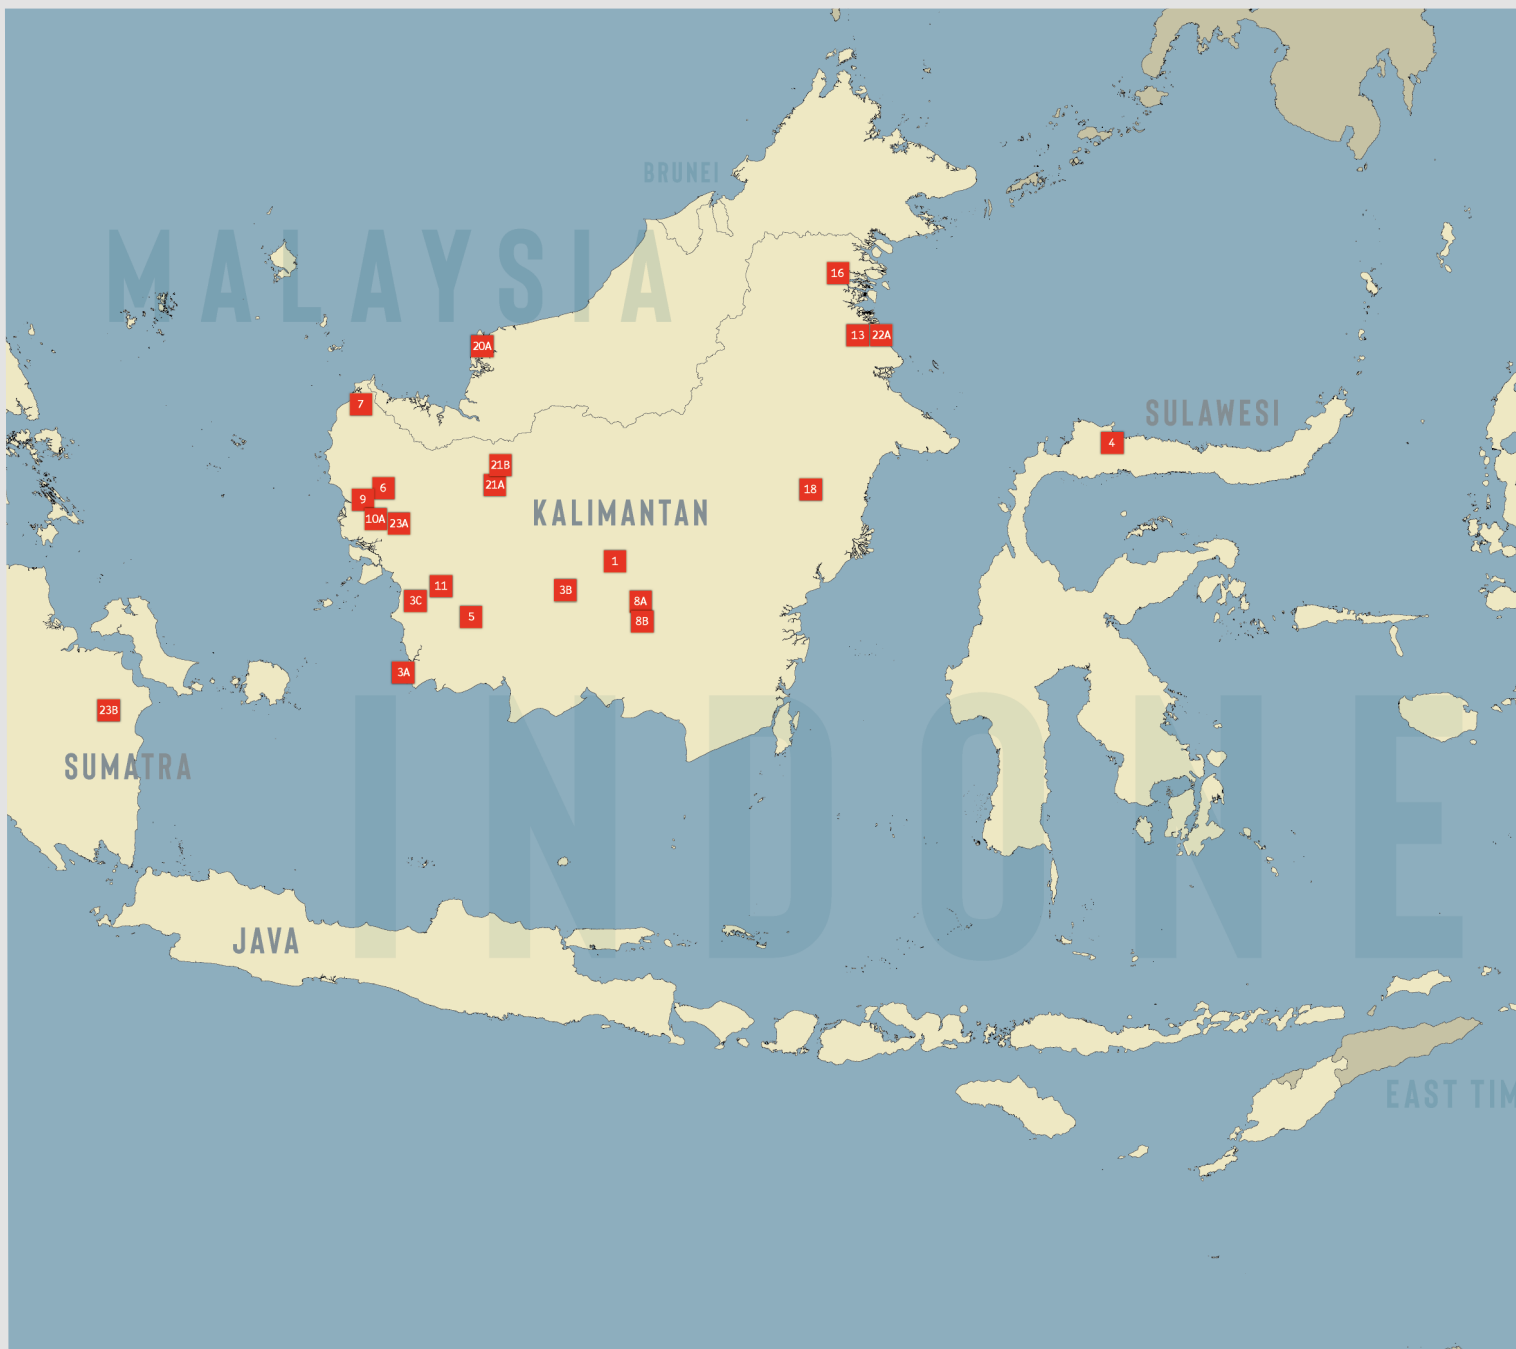 BRUNEI
MALAYSIA
16
13
22A
20A
7
SULAWESI
4
21B
21A
6
9
18
KALIMANTAN
10A
23A
1
11
3B
3C
8A
5
8B
3A
23B
INDONE
SUMATRA
JAVA
EAST TIM